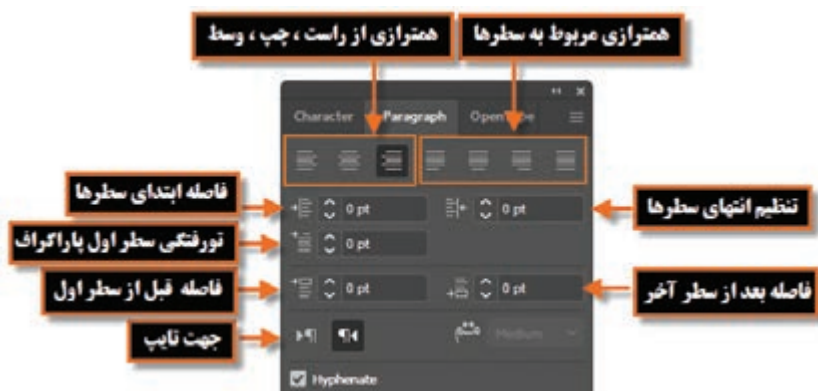 همترازی مربوط به سطرها
همترازی از راست ، چپ ، وسط
Character Paragraph OpenType
فاصله ابتدای سطرها
0 pt
0 pt
تنظیم انتهای سطرها
تورفتگی سطر اول پاراگراف
0 pt
فاصله قبل از سطر اول
0 pt
0 pt
فاصله بعد از سطر آخر
جهت تایپ
Medium
Hyphenate